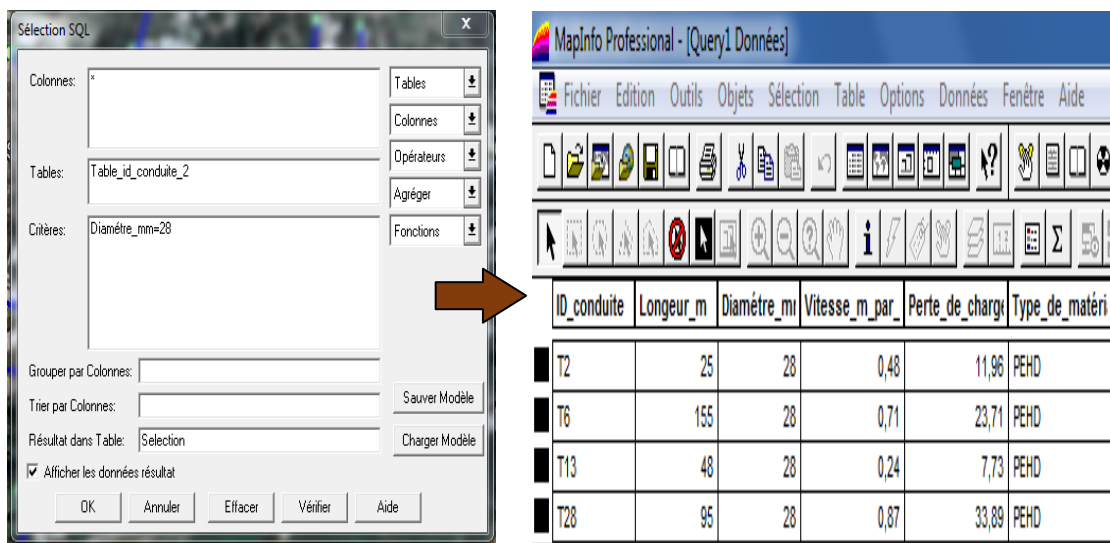 Sélection SQL
X
Colonnes: *
Tables
Colonnes
Opérateurs
Tables: Table_id_conduite_2
Agréger
Critères: Diamétre_mm=28
Fonctions
Grouper par Colonnes:
Trier par Colonnes:
Sauver Modèle
Résultat dans Table: Selection
Charger Modèle
Afficher les données résultat
OK Annuler Effacer Vérifier Aide
MapInfo Professional - [Query1 Données]
Fichier Edition Outils Objets Sélection Table Options Données Fenêtre Aide
ID_conduite Longeur_m Diamétre_m Vitesse_m_par_ Perte_de_charge Type_de_matéri
T2 25 28 0,48 11,96 PEHD
T6 155 28 0,71 23,71 PEHD
T13 48 28 0,24 7,73 PEHD
T28 95 28 0,87 33,89 PEHD